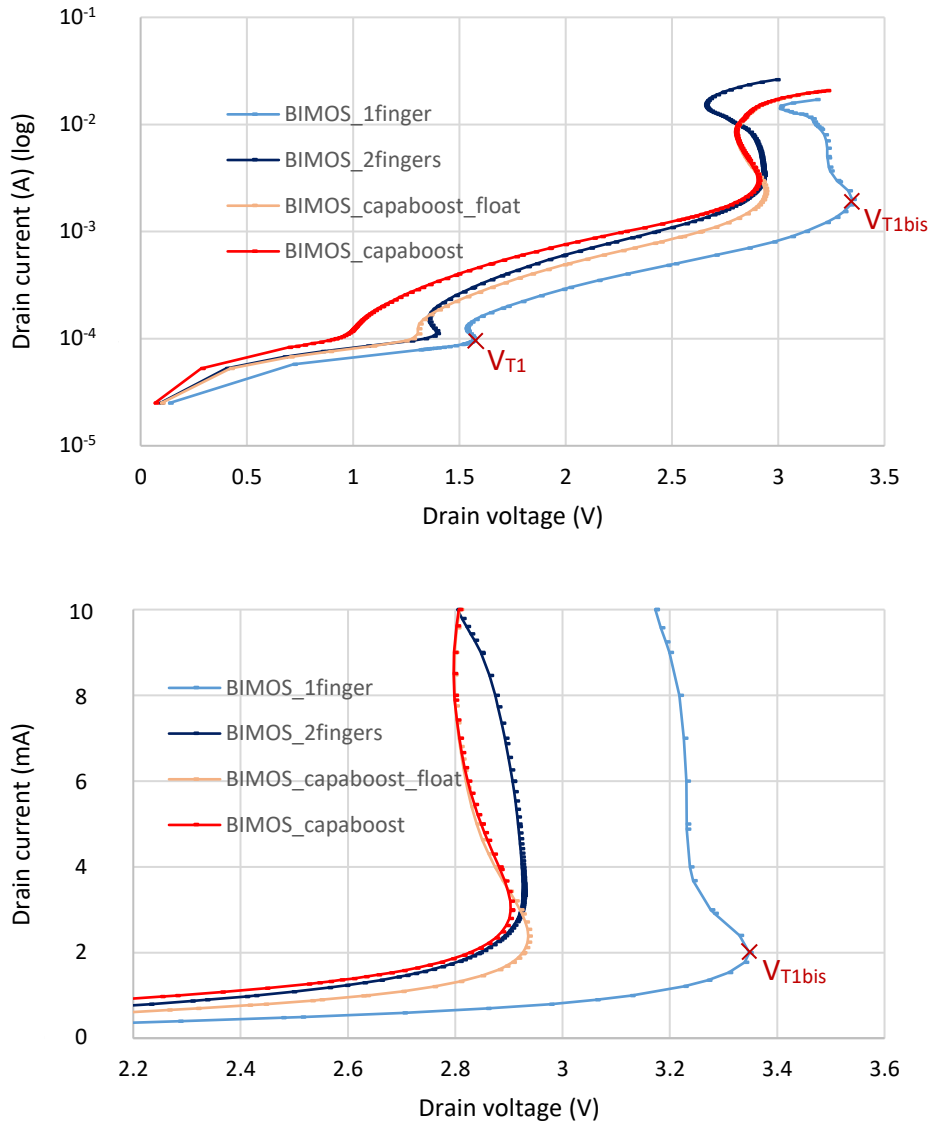 10-1
10-2
10-3
10-4
10-5
Drain current (A) (log)
BIMOS_1finger
BIMOS_2fingers
BIMOS_capaboost_float
BIMOS_capaboost
VT1bis
VT1
0 0.5 1 1.5 2 2.5 3 3.5
Drain voltage (V)
10
8
6
4
2
0
Drain current (mA)
BIMOS_1finger
BIMOS_2fingers
BIMOS_capaboost_float
BIMOS_capaboost
VT1bis
2.2 2.4 2.6 2.8 3 3.2 3.4 3.6
Drain voltage (V)